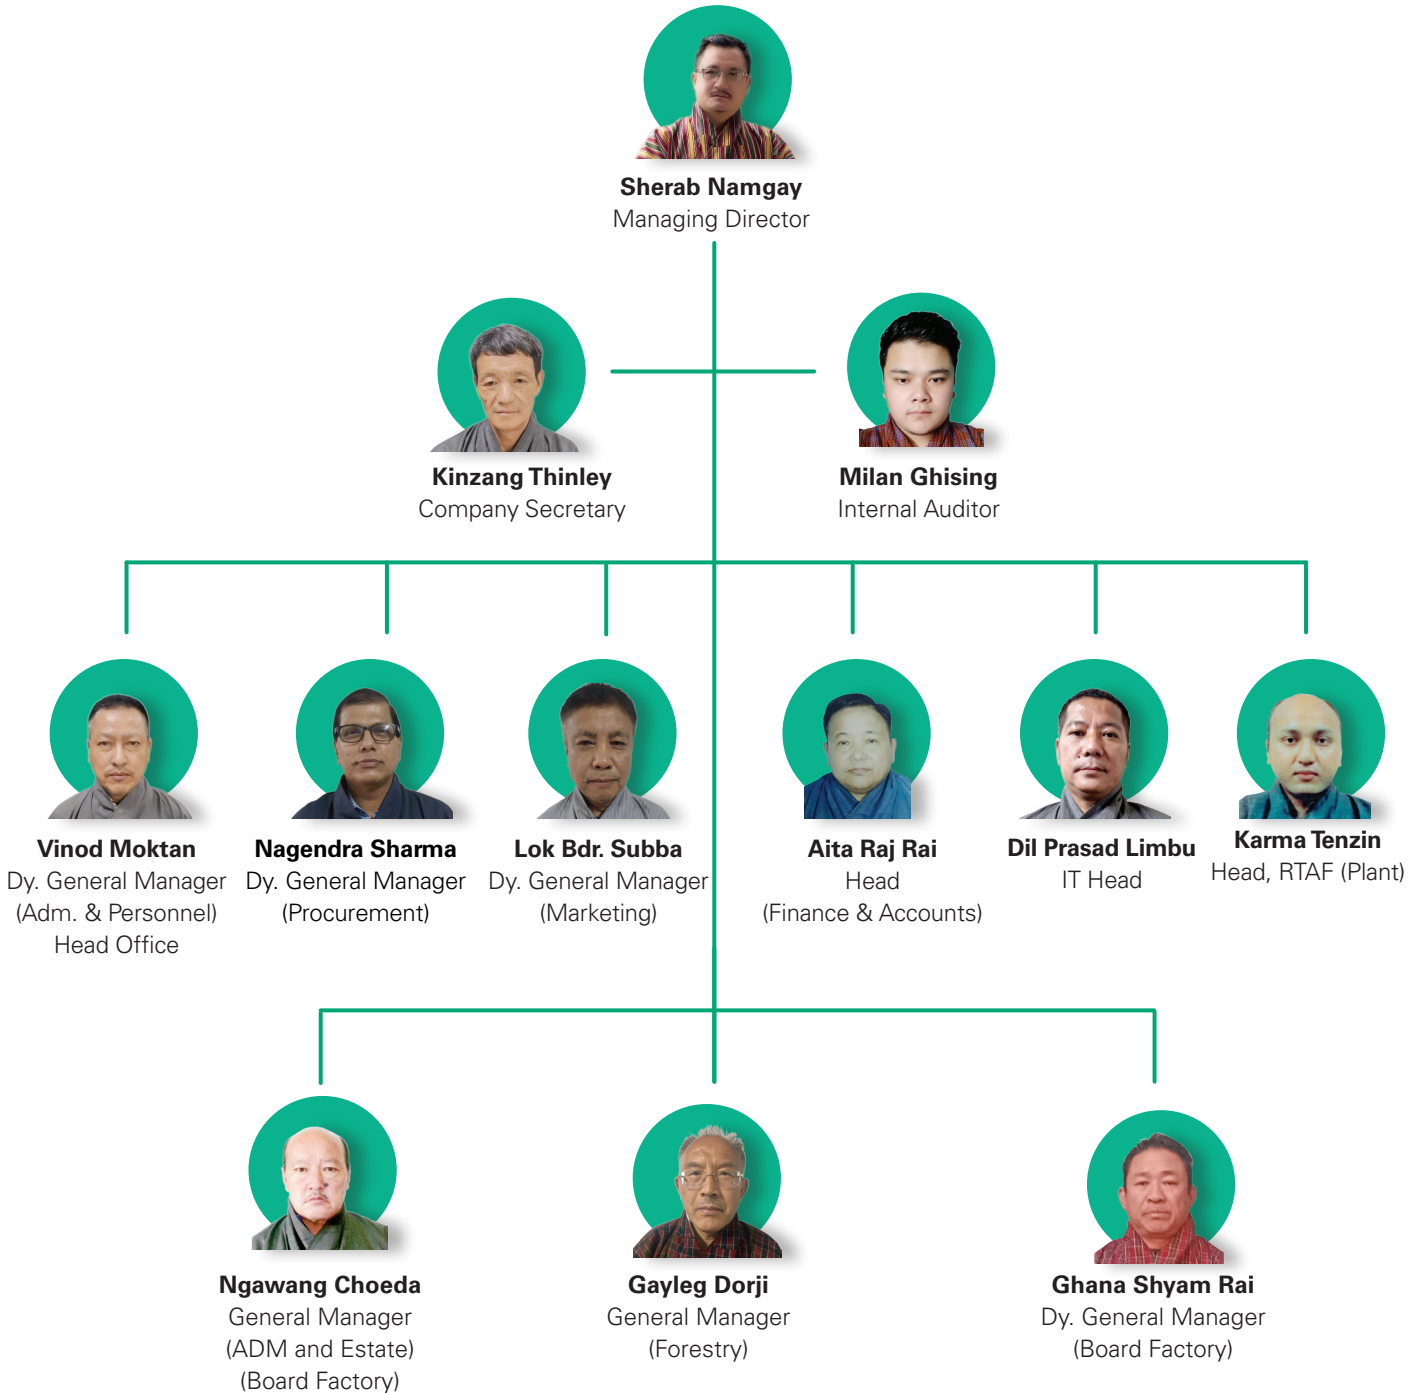 Sherab Namgay
Managing Director
Kinzang Thinley
Company Secretary
Milan Ghising
Internal Auditor
Vinod Moktan
Dy. General Manager
(Adm. & Personnel)
Head Office
Nagendra Sharma
Dy. General Manager
(Procurement)
Lok Bdr. Subba
Dy. General Manager
(Marketing)
Aita Raj Rai
Head
(Finance & Accounts)
Dil Prasad Limbu
IT Head
Karma Tenzin
Head, RTAF (Plant)
Ngawang Choeda
General Manager
(ADM and Estate)
(Board Factory)
Gayleg Dorji
General Manager
(Forestry)
Ghana Shyam Rai
Dy. General Manager
(Board Factory)